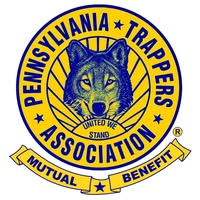 PENNSYLVANIA ★ TRAPPERS
★ ASSOCIATION ★
UNITED WE
STAND
®
MUTUAL ★ BENEFIT